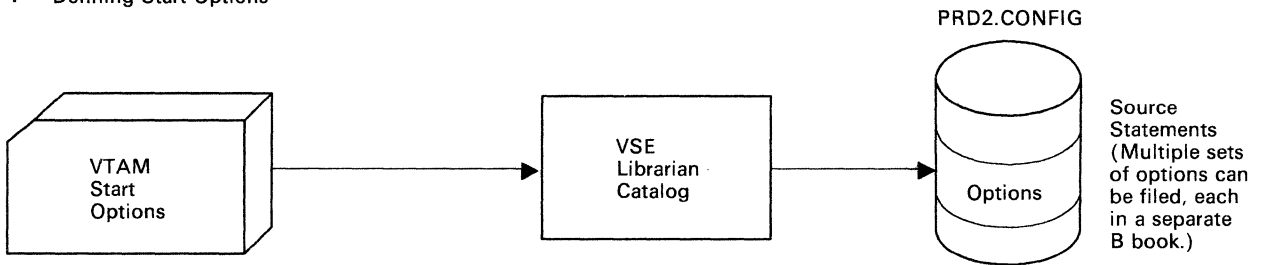 Defining Start Options
PRD2.CONFIG
VTAM
Start
Options
VSE
Librarian
Catalog
Options
Source
Statements
(Multiple sets
of options can
be filed, each
in a separate
B book.)